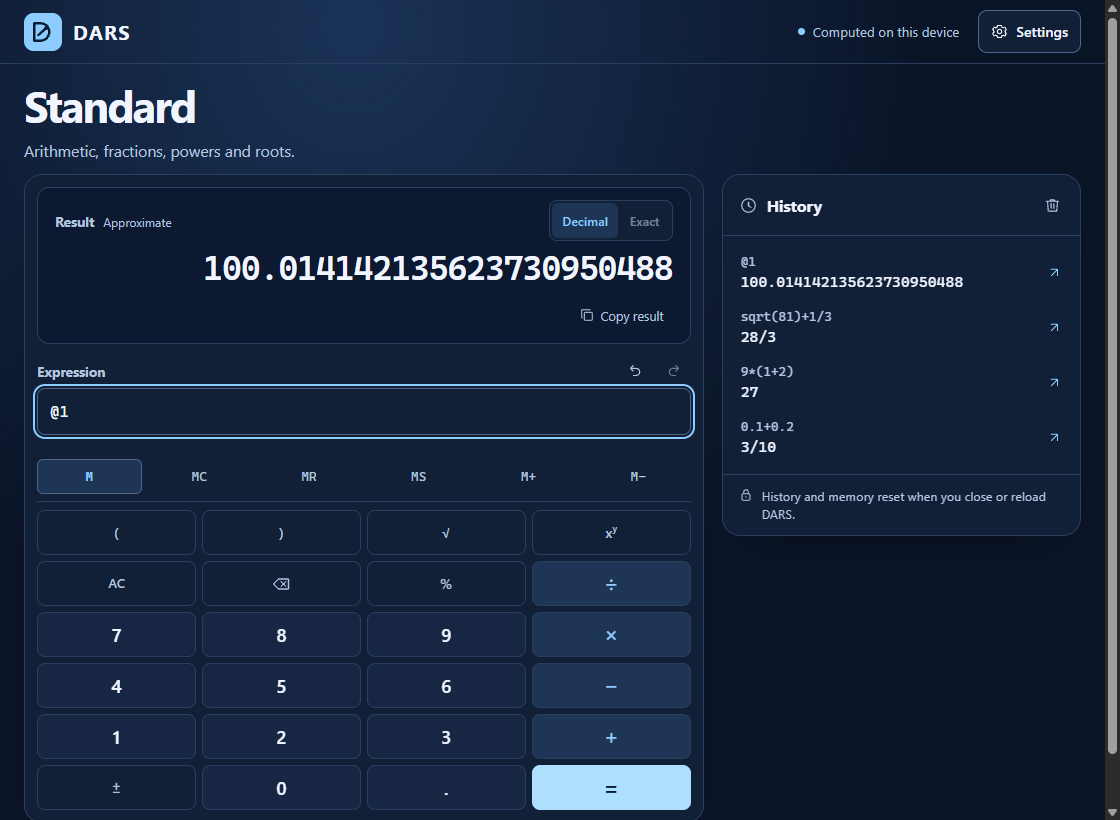 DARS
Computed on this device
Settings
Standard
Arithmetic, fractions, powers and roots.
Result Approximate
Decimal
Exact
100.014142135623730950488
Copy result
Expression
@1
M
MC
MR
MS
M+
M−
(
)
√
xʸ
AC
%
÷
7
8
9
×
4
5
6
−
1
2
3
+
±
0
.
=
History
@1
100.014142135623730950488
sqrt(81)+1/3
28/3
9*(1+2)
27
0.1+0.2
3/10
History and memory reset when you close or reload
DARS.